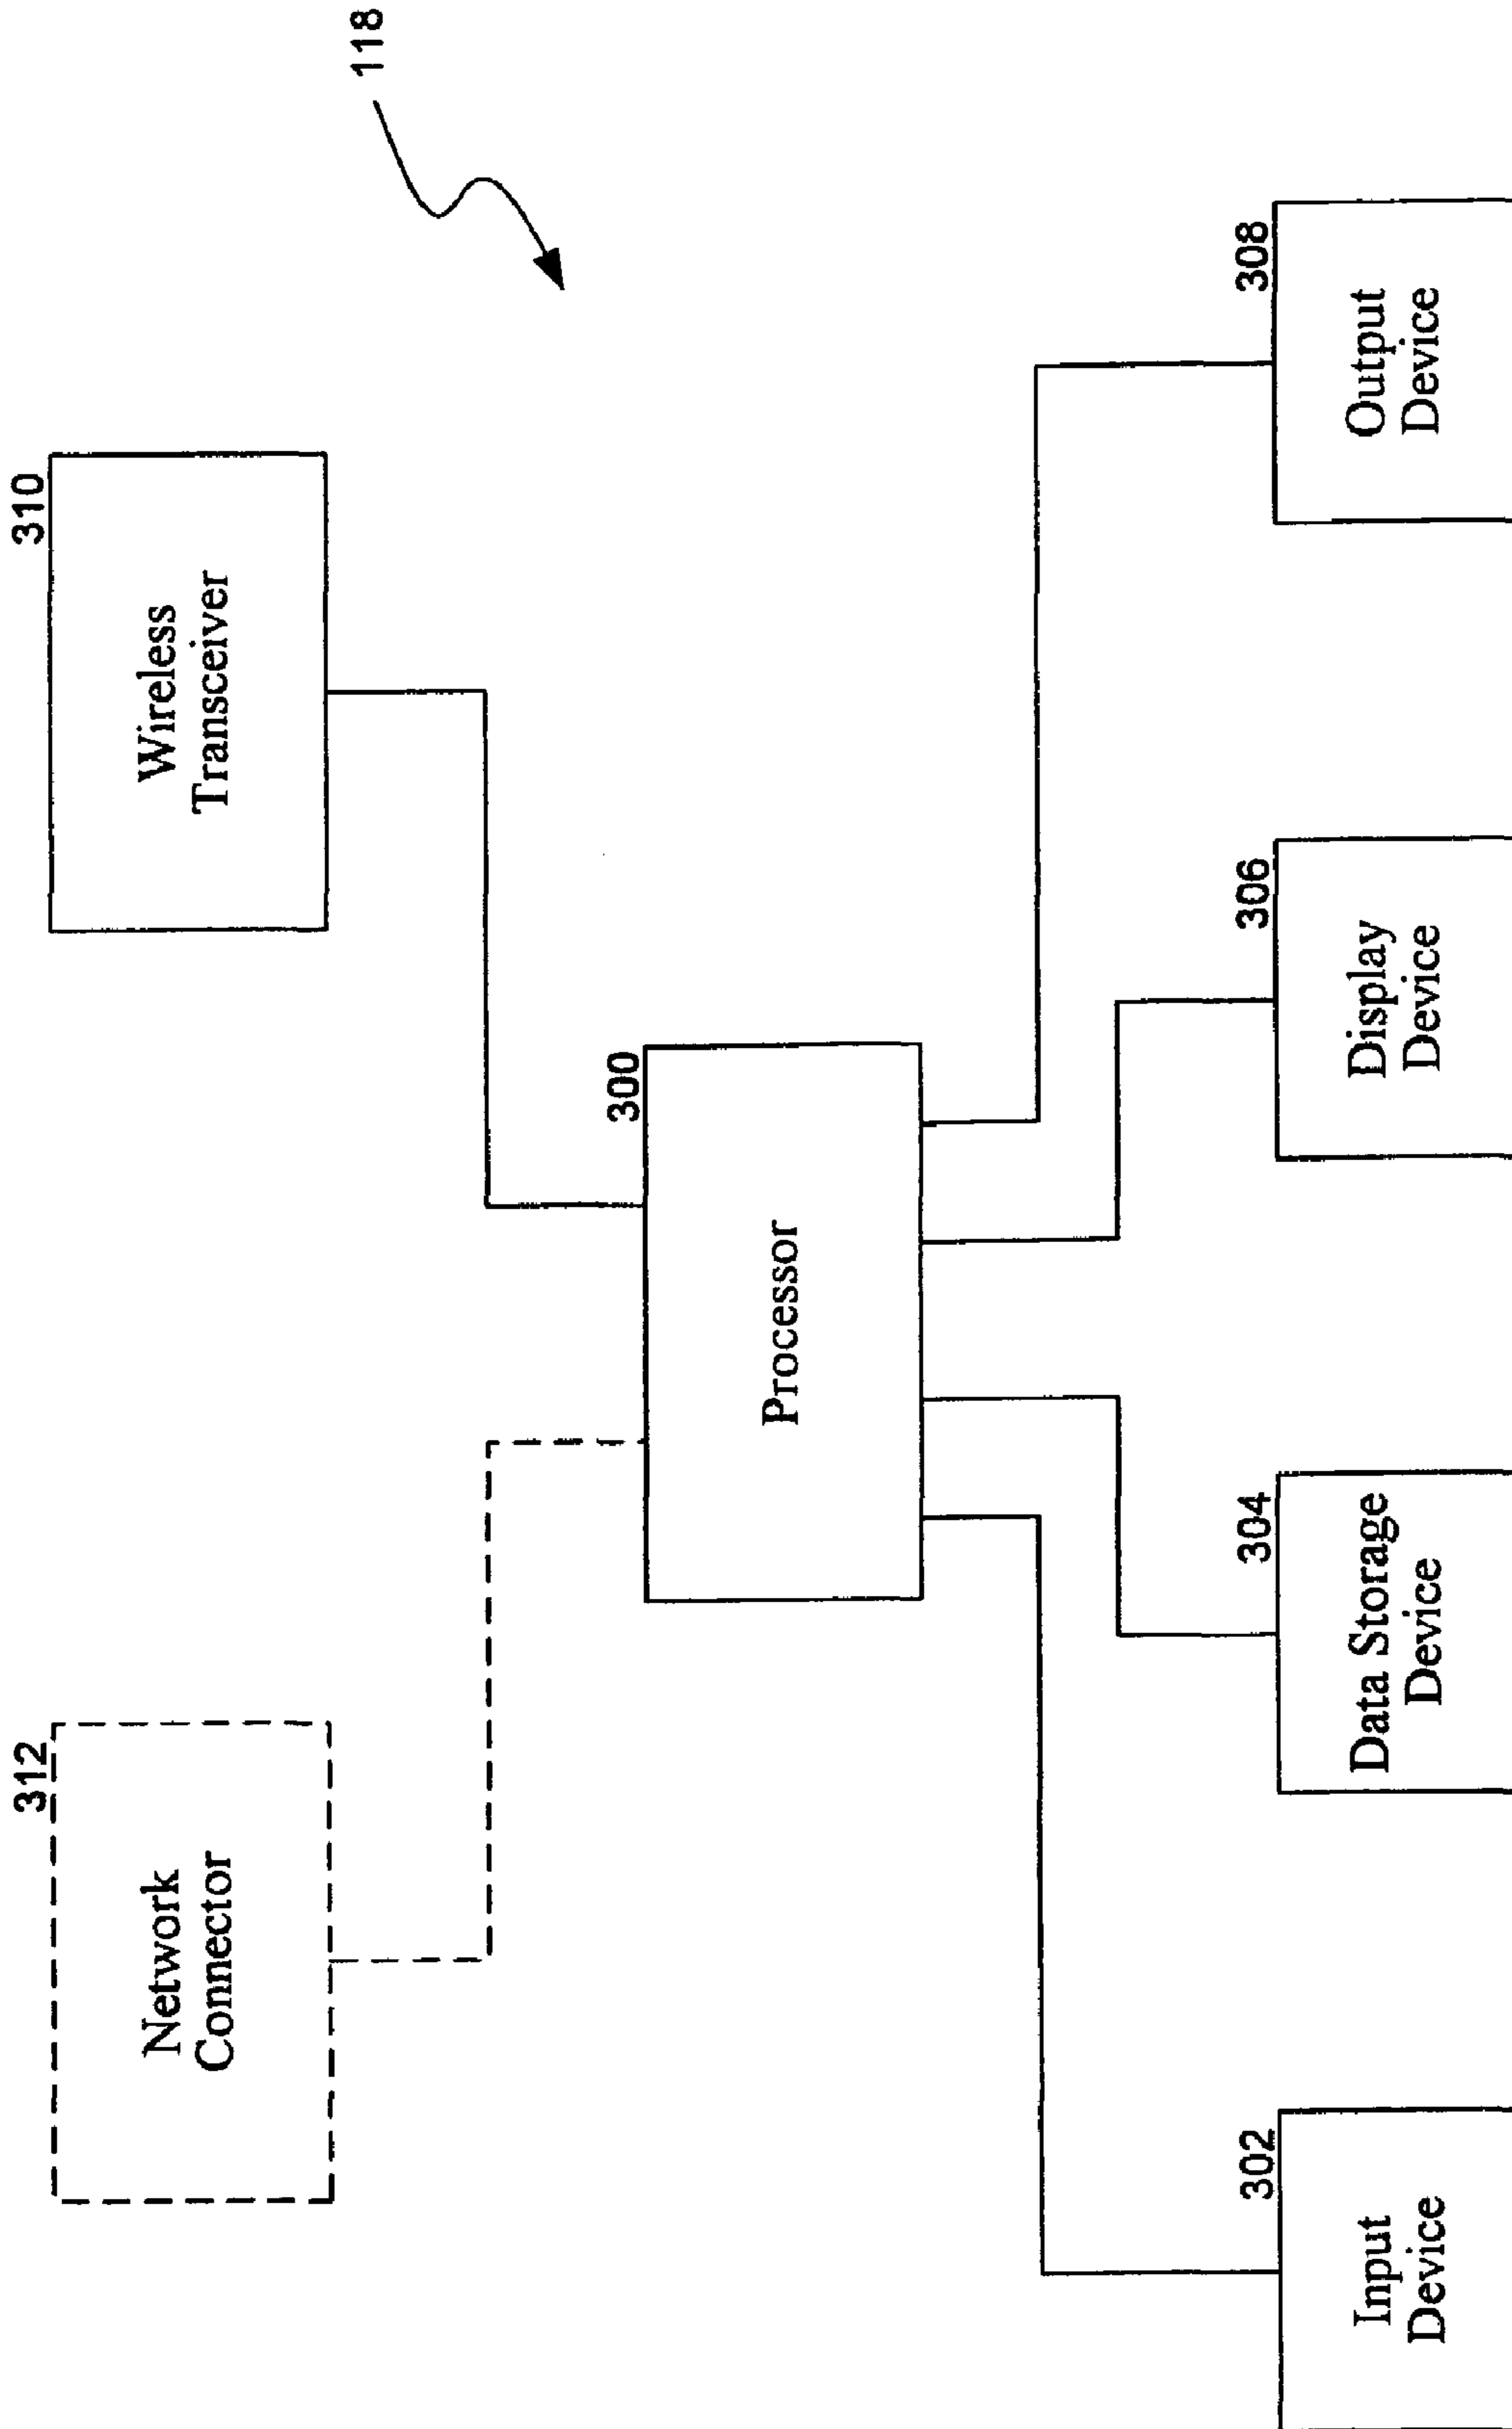 312
Network
Connector
310
Wireless
Transceiver
118
300
Processor
302
Input
Device
304
Data Storage
Device
306
Display
Device
308
Output
Device